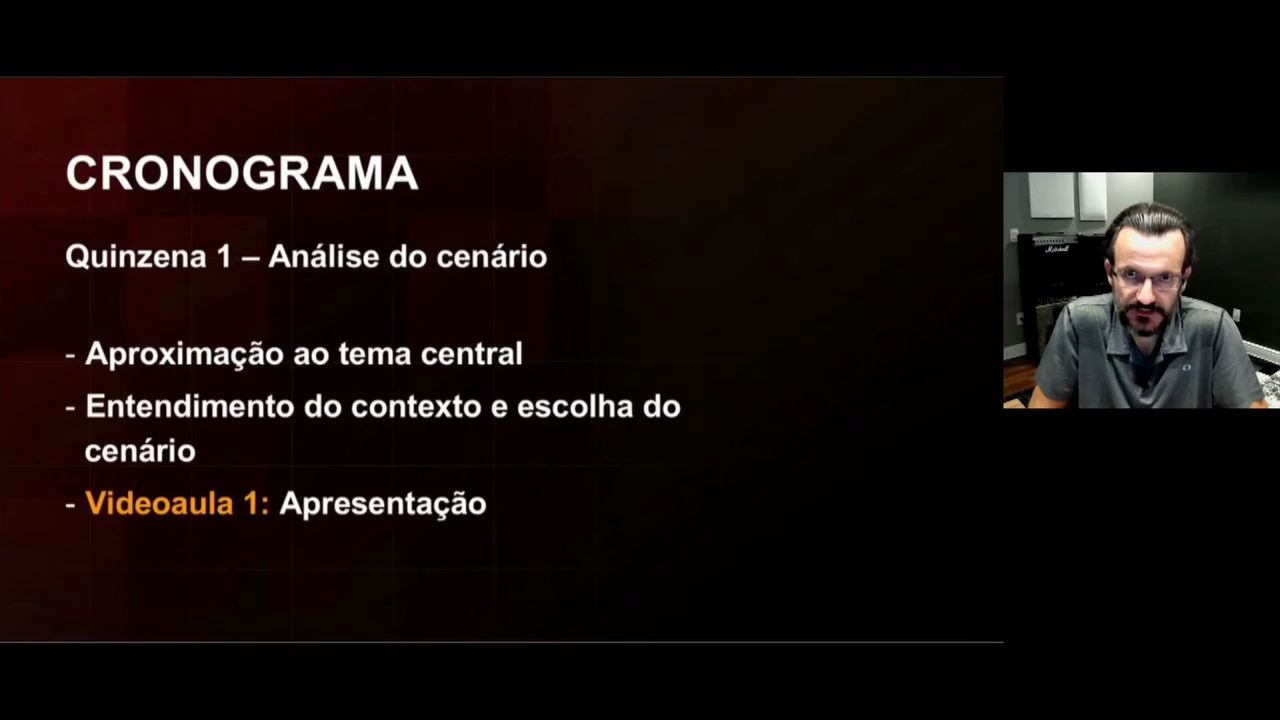 CRONOGRAMA
Quinzena 1 – Análise do cenário
- Aproximação ao tema central
- Entendimento do contexto e escolha do
cenário
- Videoaula 1: Apresentação
Marshall